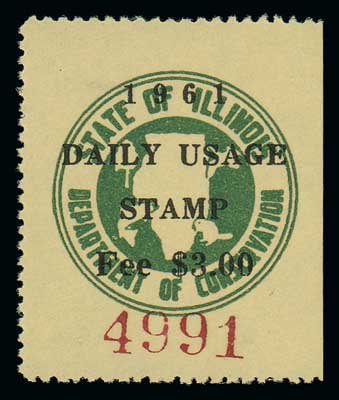 1961
STATE OF ILLINOIS
DAILY USAGE
STAMP
Fee $3.00
DEPARTMENT OF CONSERVATION
4991